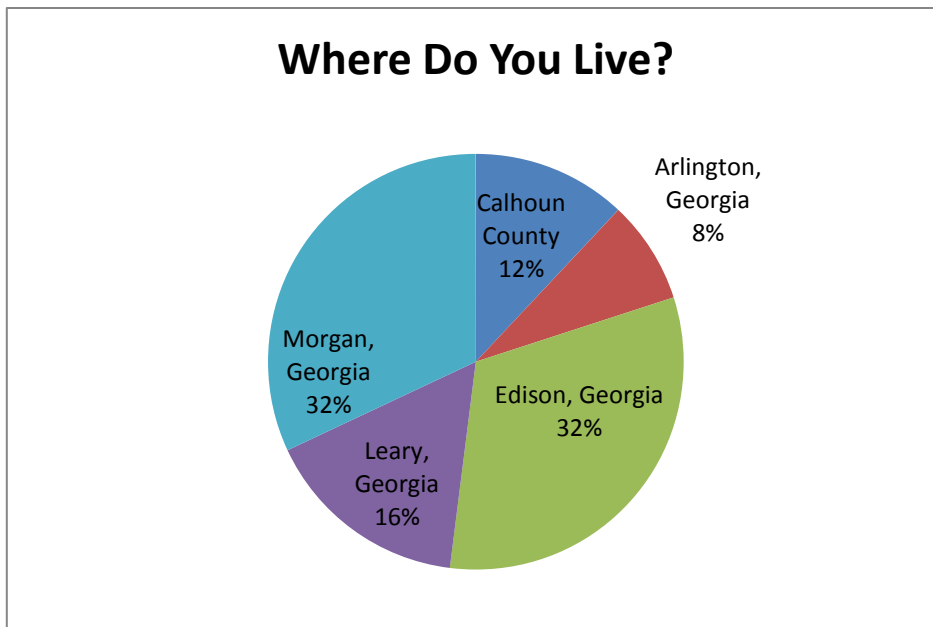 Where Do You Live?
Calhoun
County
12%
Arlington,
Georgia
8%
Edison, Georgia
32%
Leary,
Georgia
16%
Morgan,
Georgia
32%